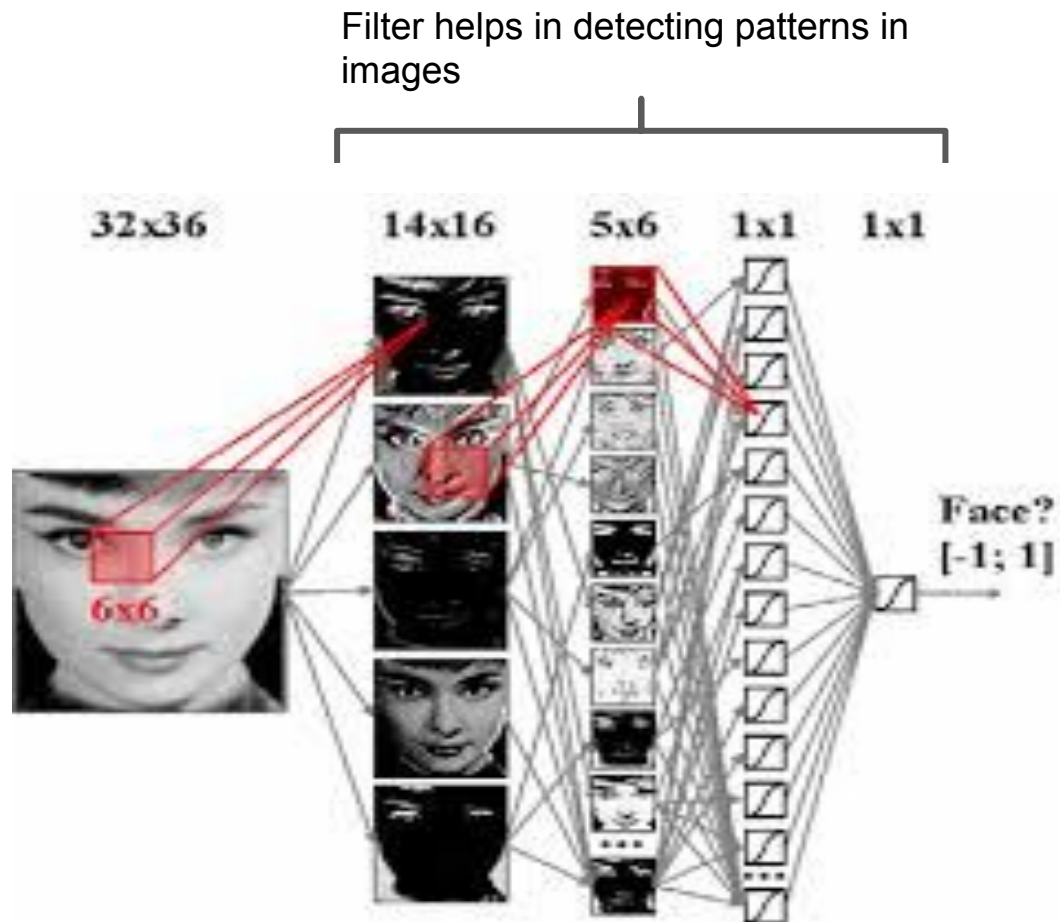 Filter helps in detecting patterns in
images
32x36 14x16 5x6 1x1 1x1
6x6
Face?
[-1; 1]